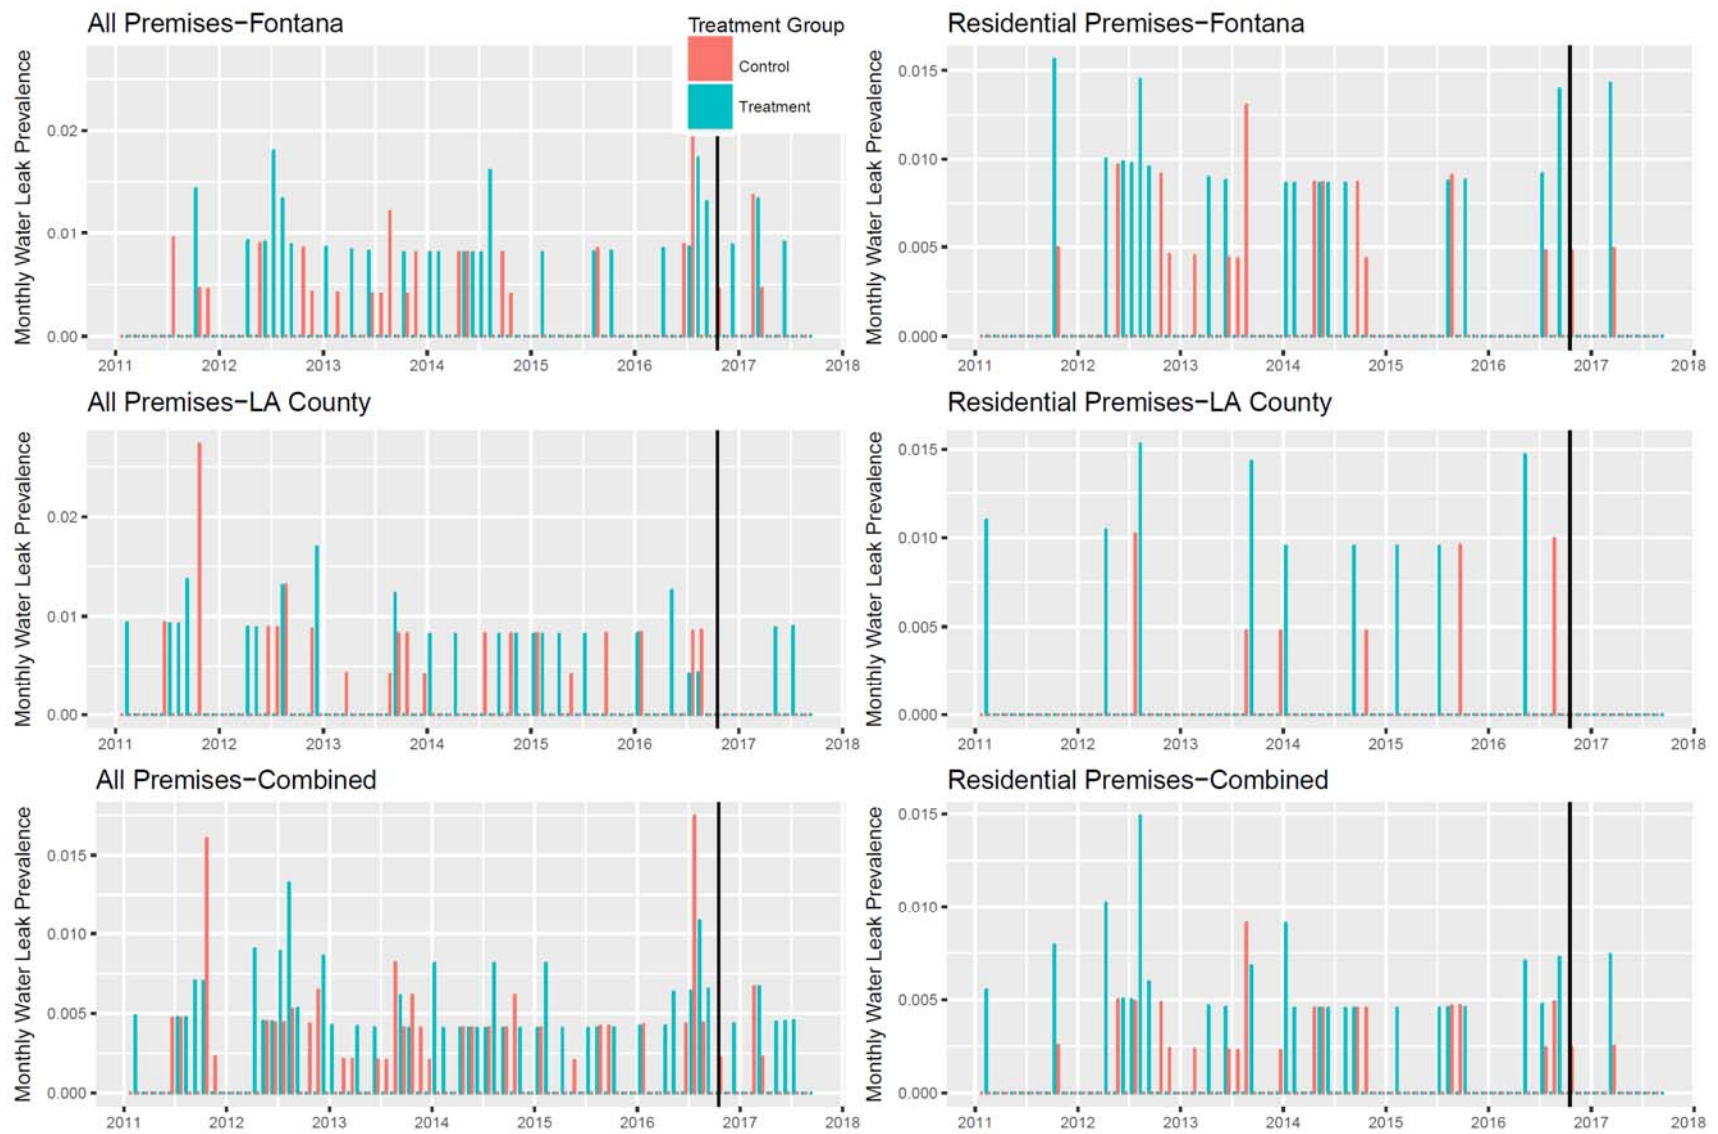 All Premises−Fontana
Treatment Group
Control
Treatment
Monthly Water Leak Prevalence
0.02
0.01
0.00
2011 2012 2013 2014 2015 2016 2017 2018
Residential Premises−Fontana
Monthly Water Leak Prevalence
0.015
0.010
0.005
0.000
2011 2012 2013 2014 2015 2016 2017 2018
All Premises−LA County
Monthly Water Leak Prevalence
0.02
0.01
0.00
2011 2012 2013 2014 2015 2016 2017 2018
Residential Premises−LA County
Monthly Water Leak Prevalence
0.015
0.010
0.005
0.000
2011 2012 2013 2014 2015 2016 2017 2018
All Premises−Combined
Monthly Water Leak Prevalence
0.015
0.010
0.005
0.000
2011 2012 2013 2014 2015 2016 2017 2018
Residential Premises−Combined
Monthly Water Leak Prevalence
0.015
0.010
0.005
0.000
2011 2012 2013 2014 2015 2016 2017 2018